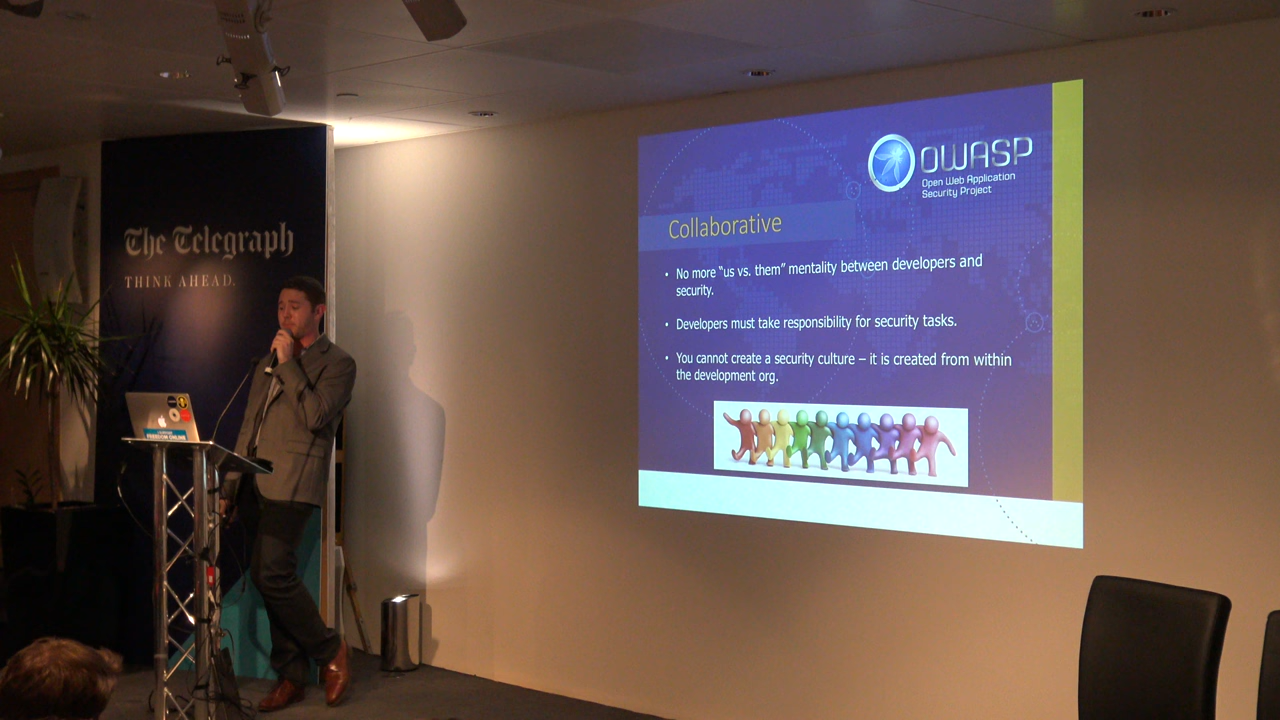 The Telegraph
THINK AHEAD.
FREEDOM ONLINE
OWASP
Open Web Application
Security Project
Collaborative
• No more “us vs. them” mentality between developers and
security.
• Developers must take responsibility for security tasks.
• You cannot create a security culture – it is created from within
the development org.